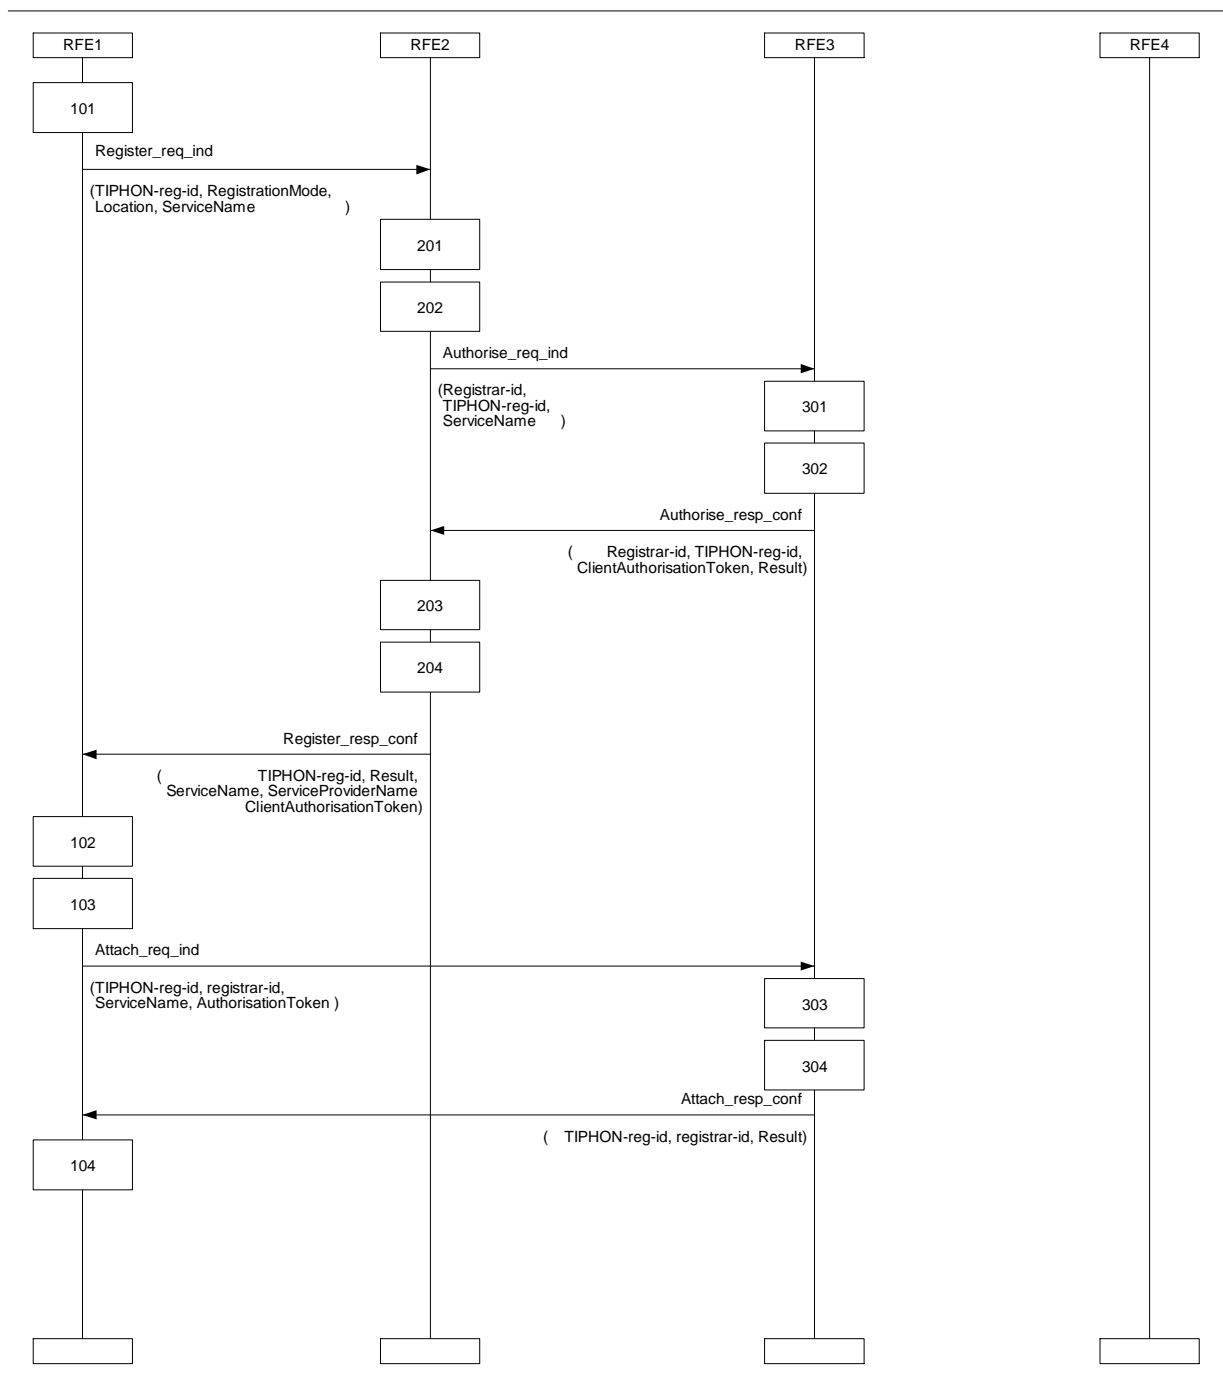 RFE1
RFE2
RFE3
RFE4
101
Register_req_ind
(TIPHON-reg-id, RegistrationMode,
Location, ServiceName )
201
202
Authorise_req_ind
(Registrar-id,
TIPHON-reg-id,
ServiceName )
301
302
Authorise_resp_conf
( Registrar-id, TIPHON-reg-id,
ClientAuthorisationToken, Result)
203
204
Register_resp_conf
( TIPHON-reg-id, Result,
ServiceName, ServiceProviderName
ClientAuthorisationToken)
102
103
Attach_req_ind
(TIPHON-reg-id, registrar-id,
ServiceName, AuthorisationToken )
303
304
Attach_resp_conf
( TIPHON-reg-id, registrar-id, Result)
104